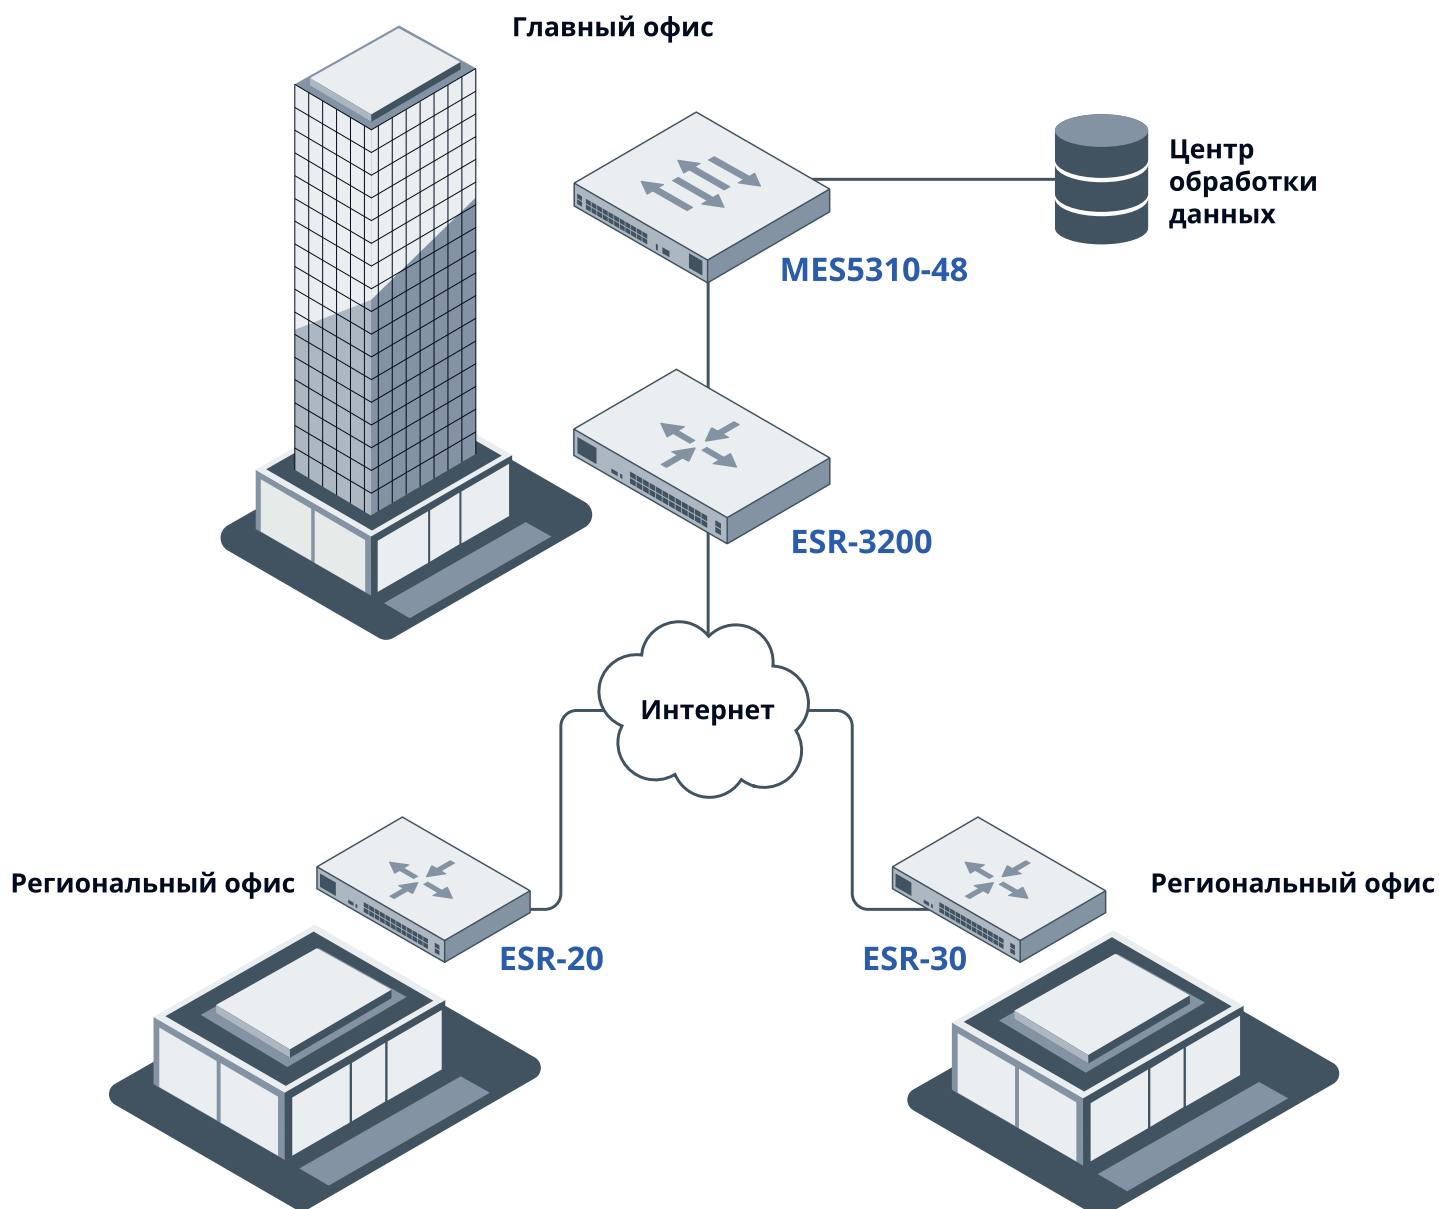 Главный офис
Центр
обработки
данных
MES5310-48
ESR-3200
Интернет
Региональный офис
Региональный офис
ESR-20
ESR-30